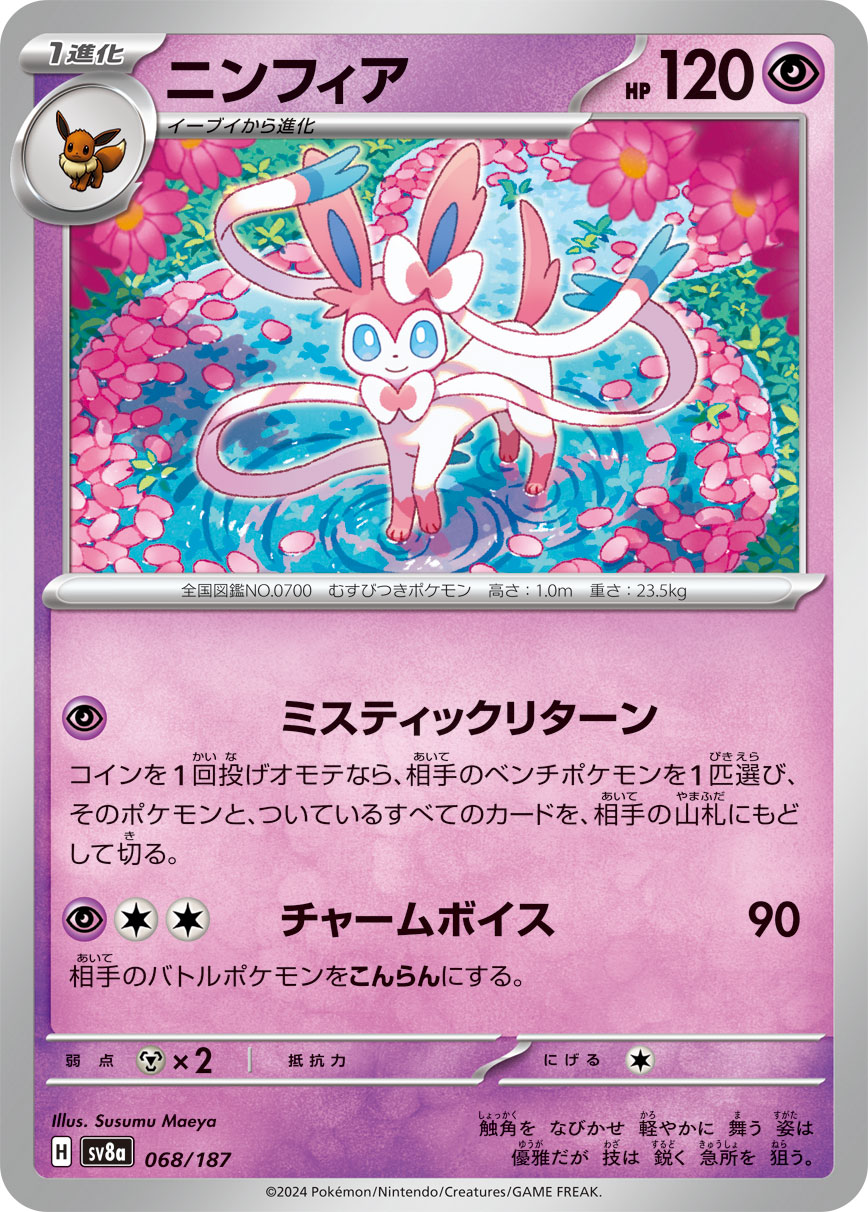 1進化
ニンフィア
HP 120
イーブイから進化
全国図鑑NO.0700 むすびつきポケモン 高さ：1.0m 重さ：23.5kg
ミスティックリターン
コインを1回投げオモテなら、相手のベンチポケモンを1匹選び、
そのポケモンと、ついているすべてのカードを、相手の山札にもど
して切る。
チャームボイス 90
相手のバトルポケモンをこんらんにする。
弱点 ×2 抵抗力 にげる
Illus. Susumu Maeya
触角を なびかせ 軽やかに 舞う 姿は
優雅だが 技は 鋭く 急所を 狙う。
H sv8a 068/187
©2024 Pokémon/Nintendo/Creatures/GAME FREAK.